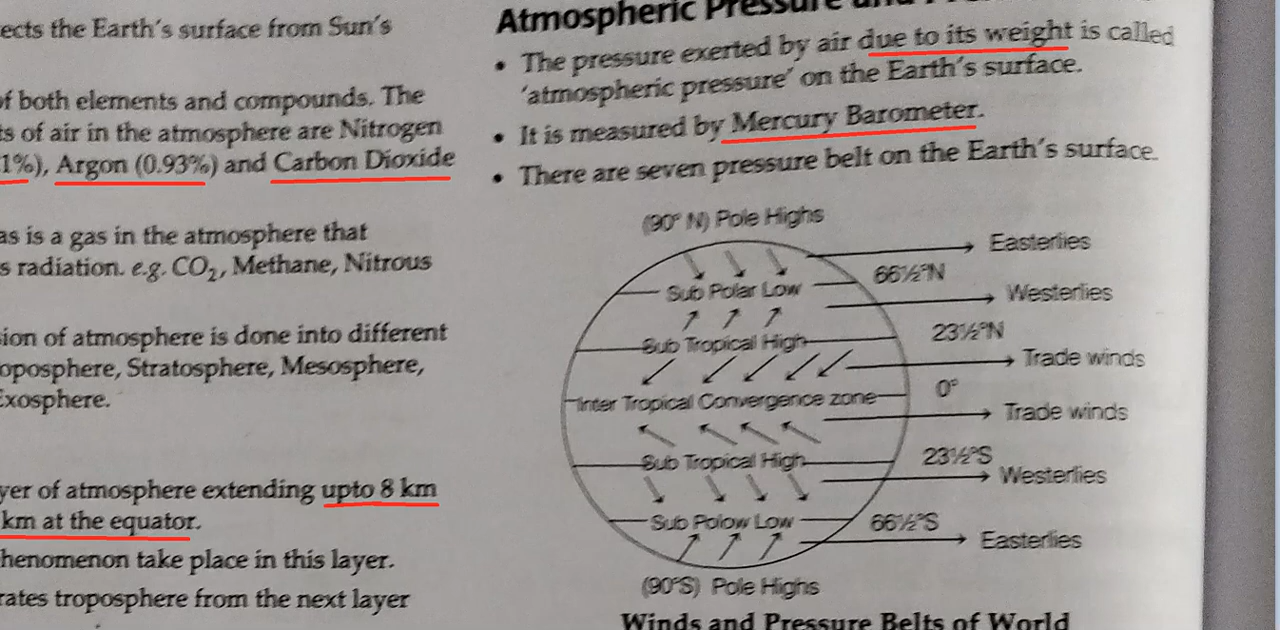 ects the Earth's surface from Sun's
of both elements and compounds. The
ts of air in the atmosphere are Nitrogen
1%), Argon (0.93%) and Carbon Dioxide
as is a gas in the atmosphere that
s radiation. e.g. CO₂, Methane, Nitrous
sion of atmosphere is done into different
oposphere, Stratosphere, Mesosphere,
Exosphere.
yer of atmosphere extending upto 8 km
km at the equator.
henomenon take place in this layer.
rates troposphere from the next layer
Atmospheric Pressure and
• The pressure exerted by air due to its weight is called
'atmospheric pressure' on the Earth's surface.
• It is measured by Mercury Barometer.
• There are seven pressure belt on the Earth's surface.
(90° N) Pole Highs
Easterlies
66½°N
Sub Polar Low
Westerlies
23½°N
Sub Tropical High
Trade winds
0°
Inter Tropical Convergence zone
Trade winds
23½°S
Sub Tropical High
Westerlies
66½°S
Sub Polow Low
Easterlies
(90°S) Pole Highs
Winds and Pressure Belts of World